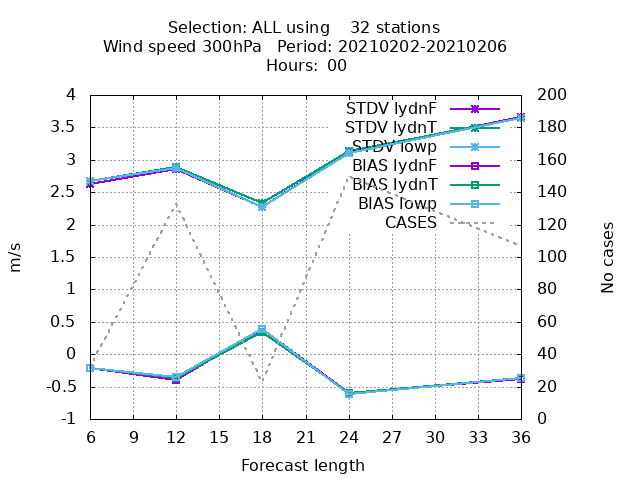 Selection: ALL using    32 stations
Wind speed 300hPa   Period: 20210202-20210206
Hours: 00
4
3.5
3
2.5
2
1.5
1
0.5
0
-0.5
-1
m/s
STDV lydnF
STDV lydnT
STDV lowp
BIAS lydnF
BIAS lydnT
BIAS lowp
CASES
200
180
160
140
120
100
80
60
40
20
0
No cases
6 9 12 15 18 21 24 27 30 33 36
Forecast length